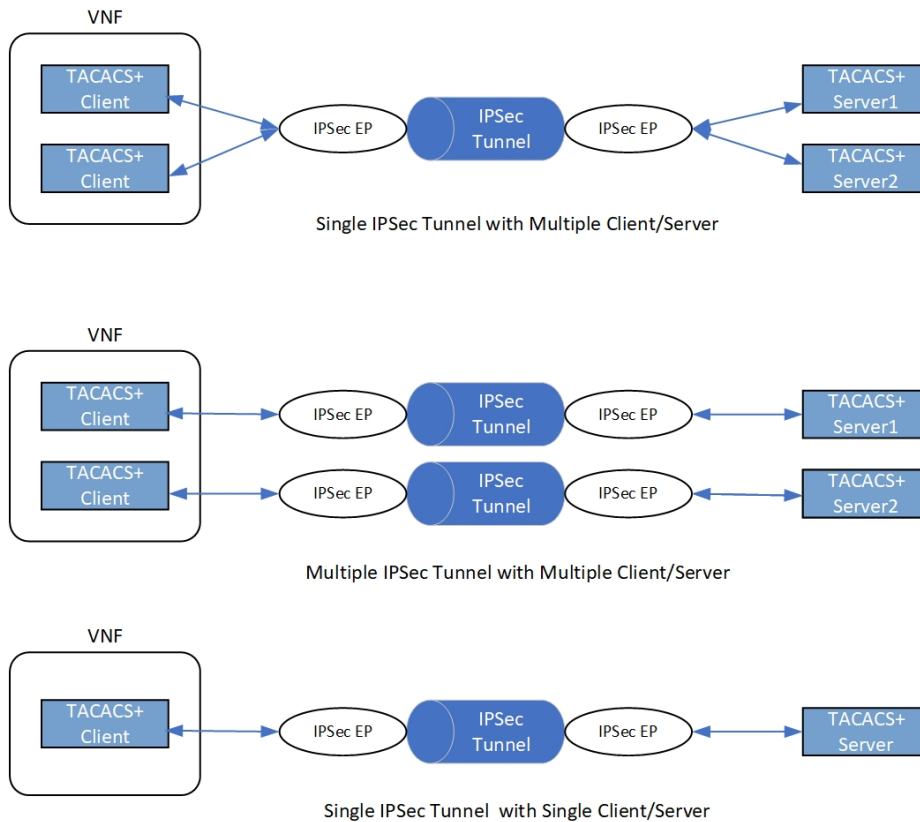 VNF
TACACS+
Client
TACACS+
Client
IPSec EP
IPSec
Tunnel
IPSec EP
TACACS+
Server1
TACACS+
Server2
Single IPSec Tunnel with Multiple Client/Server
VNF
TACACS+
Client
IPSec EP
IPSec
Tunnel
IPSec EP
TACACS+
Server1
TACACS+
Client
IPSec EP
IPSec
Tunnel
IPSec EP
TACACS+
Server2
Multiple IPSec Tunnel with Multiple Client/Server
VNF
TACACS+
Client
IPSec EP
IPSec
Tunnel
IPSec EP
TACACS+
Server
Single IPSec Tunnel with Single Client/Server